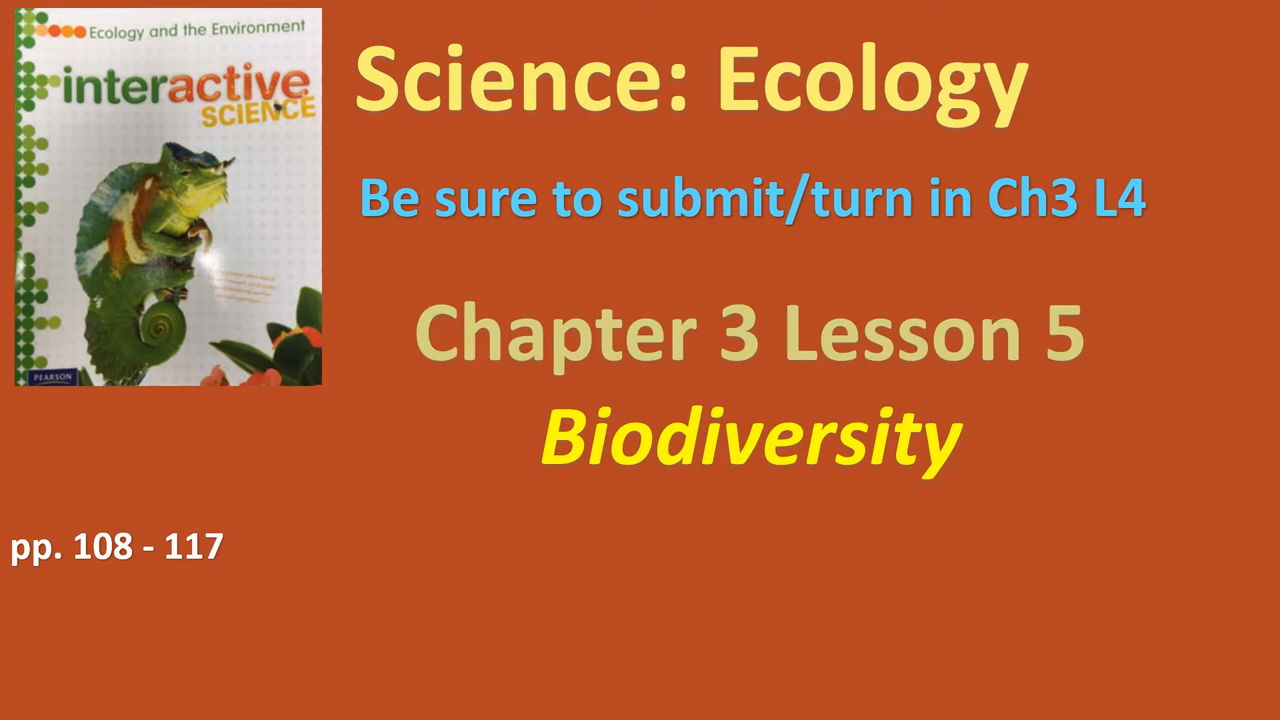 Ecology and the Environment
interactive
SCIENCE
PEARSON
Science: Ecology
Be sure to submit/turn in Ch3 L4
Chapter 3 Lesson 5
Biodiversity
pp. 108 - 117